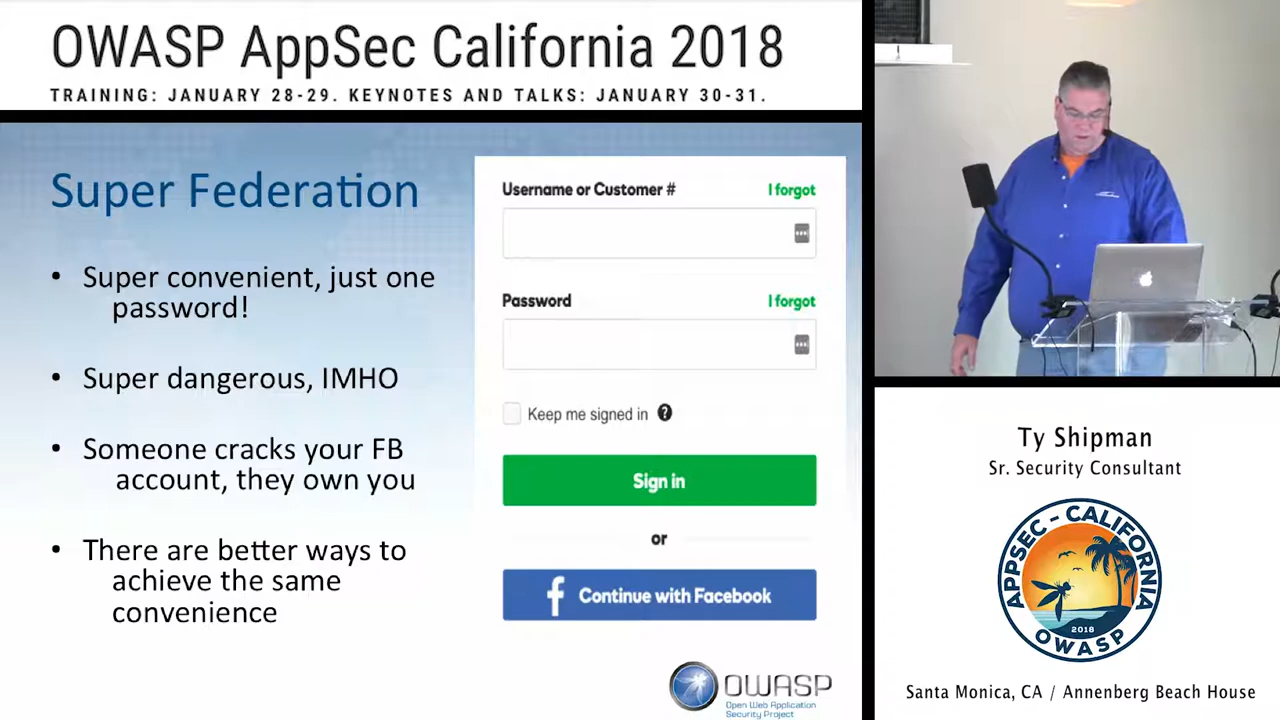 OWASP AppSec California 2018
TRAINING: JANUARY 28-29. KEYNOTES AND TALKS: JANUARY 30-31.
Super Federation
• Super convenient, just one
password!
• Super dangerous, IMHO
• Someone cracks your FB
account, they own you
• There are better ways to
achieve the same
convenience
Username or Customer # I forgot
Password I forgot
Keep me signed in ?
Sign in
or
f Continue with Facebook
OWASP
Open Web Application
Security Project
Ty Shipman
Sr. Security Consultant
APPSEC - CALIFORNIA
2018
OWASP
Santa Monica, CA / Annenberg Beach House